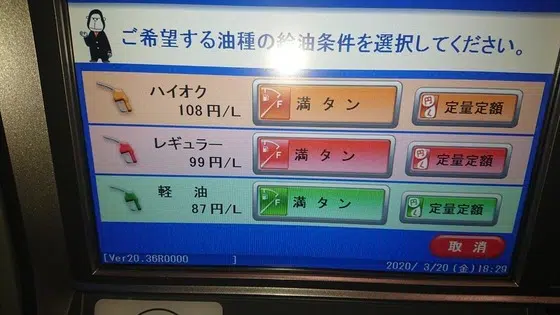 ご希望する油種の給油条件を選択してください。
ハイオク
108円/L
F
満タン
円
L
定量定額
レギュラー
99円/L
F
満タン
円
L
定量定額
軽 油
87円/L
F
満タン
円
L
定量定額
取消
[Ver20.36R0000 ]
2020/ 3/20(金)18:29